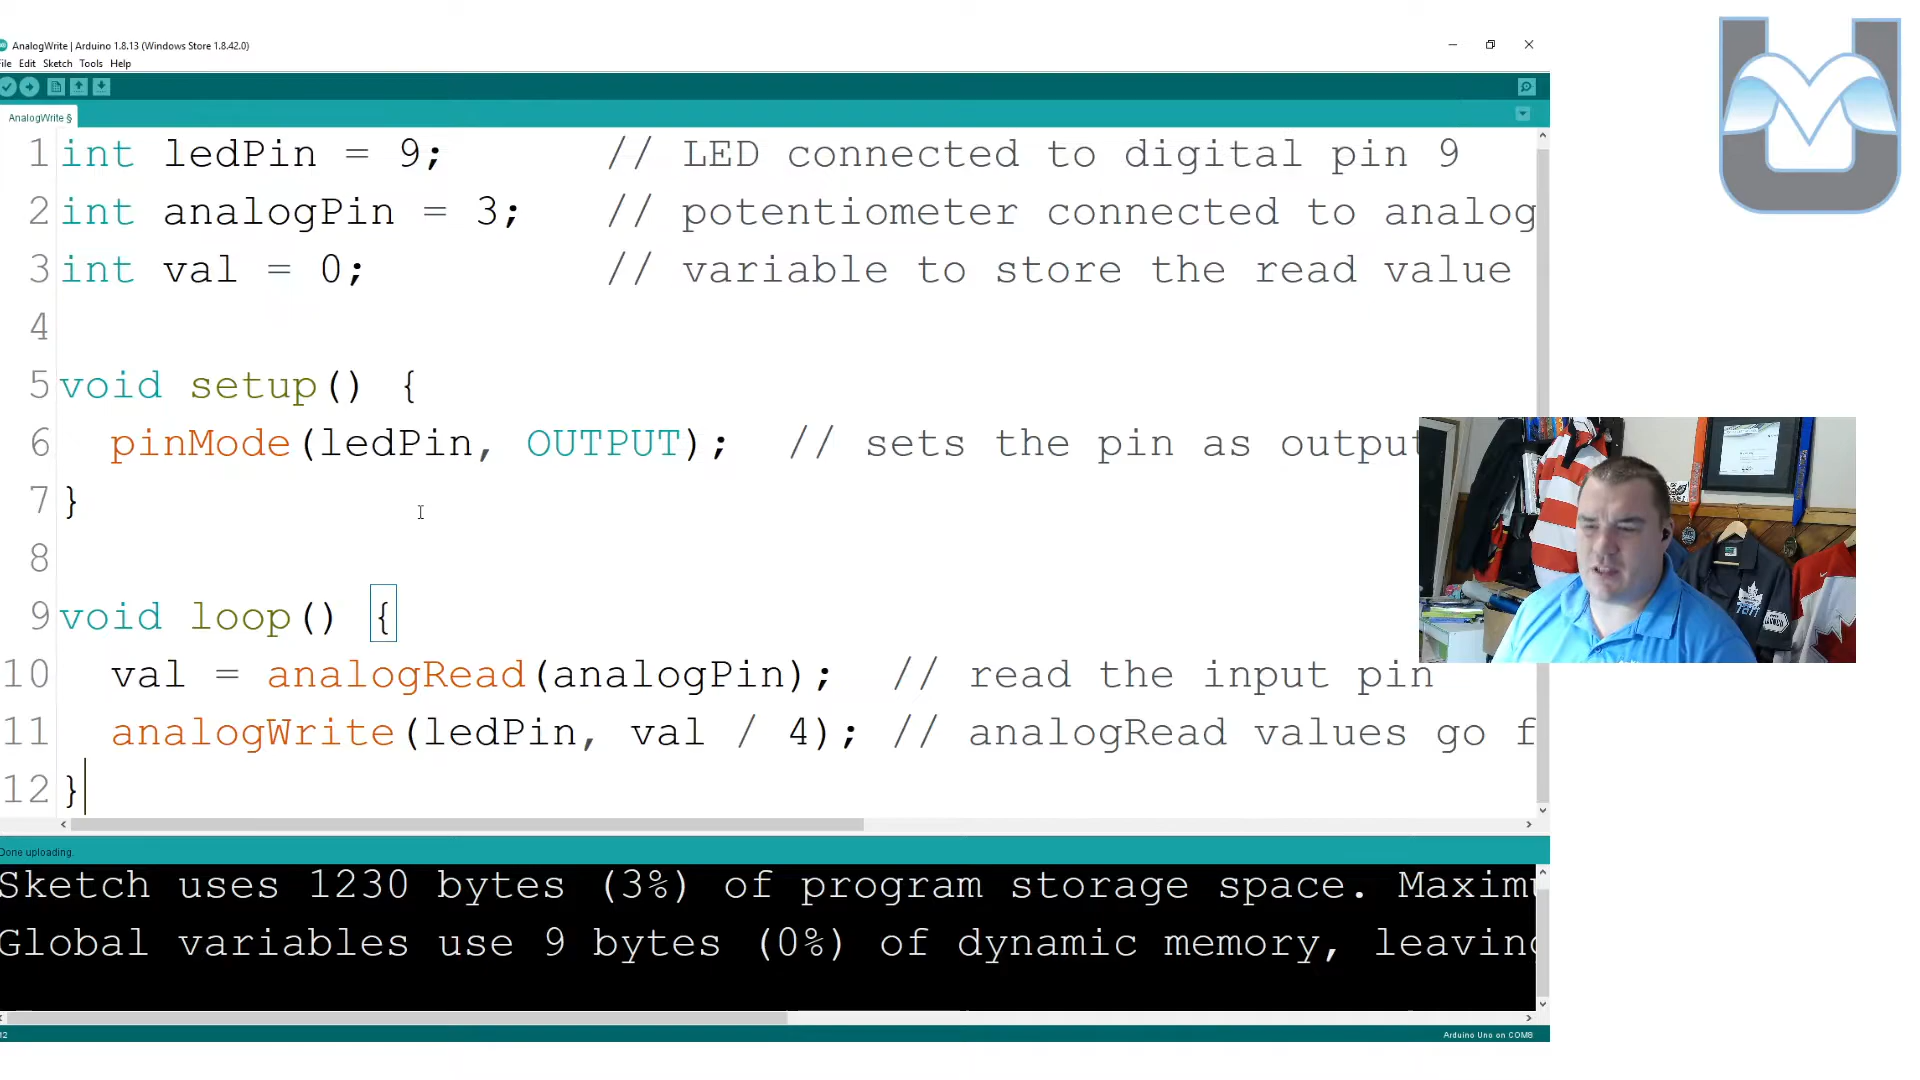 AnalogWrite | Arduino 1.8.13 (Windows Store 1.8.42.0)
File Edit Sketch Tools Help
AnalogWrite §
1 int ledPin = 9; // LED connected to digital pin 9
2 int analogPin = 3; // potentiometer connected to analog
3 int val = 0; // variable to store the read value
4
5 void setup() {
6 pinMode(ledPin, OUTPUT); // sets the pin as output
7 }
8
9 void loop() {
10 val = analogRead(analogPin); // read the input pin
11 analogWrite(ledPin, val / 4); // analogRead values go f
12 }
Done uploading.
Sketch uses 1230 bytes (3%) of program storage space. Maximu
Global variables use 9 bytes (0%) of dynamic memory, leaving
12
Arduino Uno on COM8